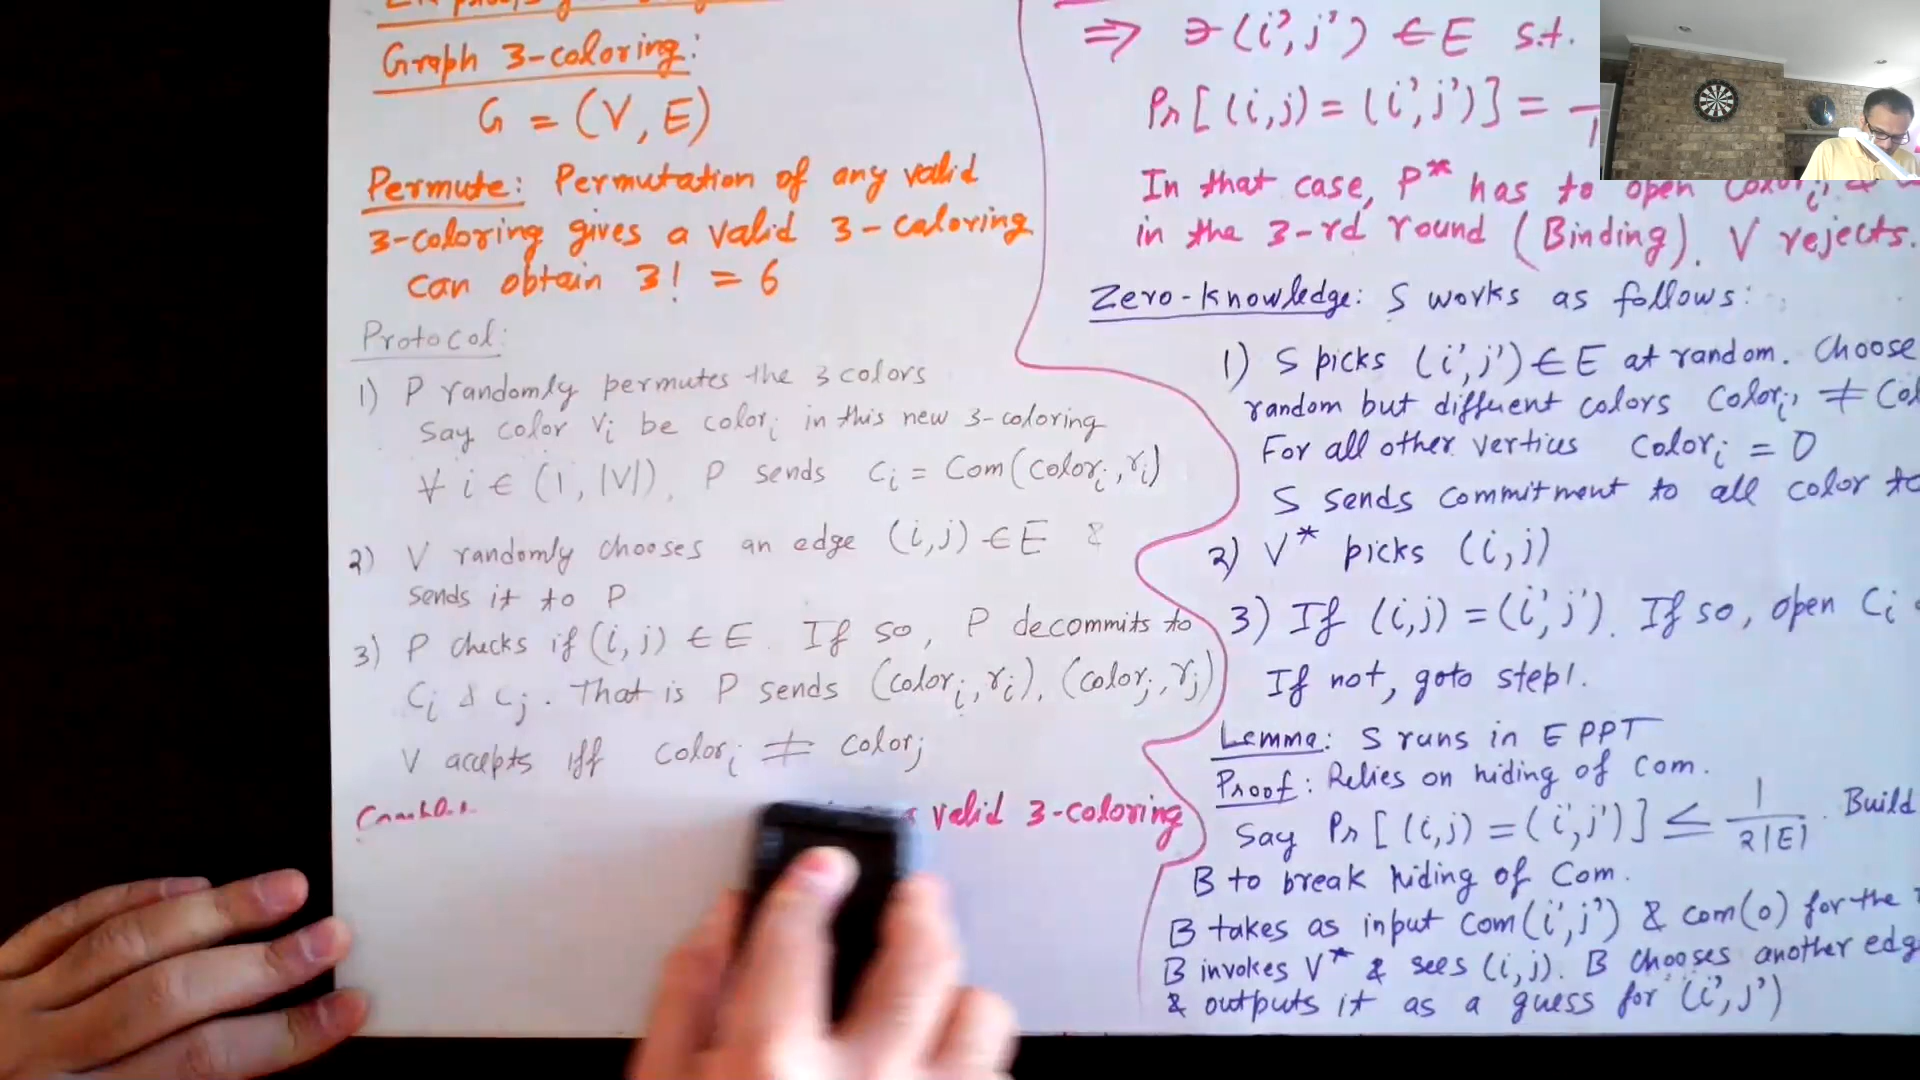 Graph 3-coloring:
G = (V, E)
Permute: Permutation of any valid
3-coloring gives a valid 3-coloring
can obtain 3! = 6
Protocol:
1) P randomly permutes the 3 colors
Say color Vi be colori in this new 3-coloring
∀ i ∈ (1, |V|), P sends Ci = Com(colori, ri)
2) V randomly chooses an edge (i,j) ∈ E &
sends it to P
3) P checks if (i,j) ∈ E. If so, P decommits to
Ci & Cj. That is P sends (colori, ri), (colorj, rj)
V accepts iff colori ≠ colorj
valid 3-coloring
⇒ ∃ (i', j') ∈ E s.t.
Pr[(i,j) = (i',j')] =
In that case, P* has to open
in the 3-rd round (Binding). V rejects.
Zero-knowledge: S works as follows:
1) S picks (i',j') ∈ E at random. Choose
random but different colors Colori' ≠
For all other vertices Colori = 0
S sends commitment to all color
2) V* picks (i,j)
3) If (i,j) = (i',j'). If so, open Ci
If not, goto step1.
Lemma: S runs in EPPT
Proof: Relies on hiding of Com.
Say Pr[(i,j) = (i',j')] ≤ 1/2|E|. Build
B to break hiding of Com.
B takes as input Com(i',j') & com(0) for the
B invokes V* & sees (i,j). B chooses another
& outputs it as a guess for (i',j')